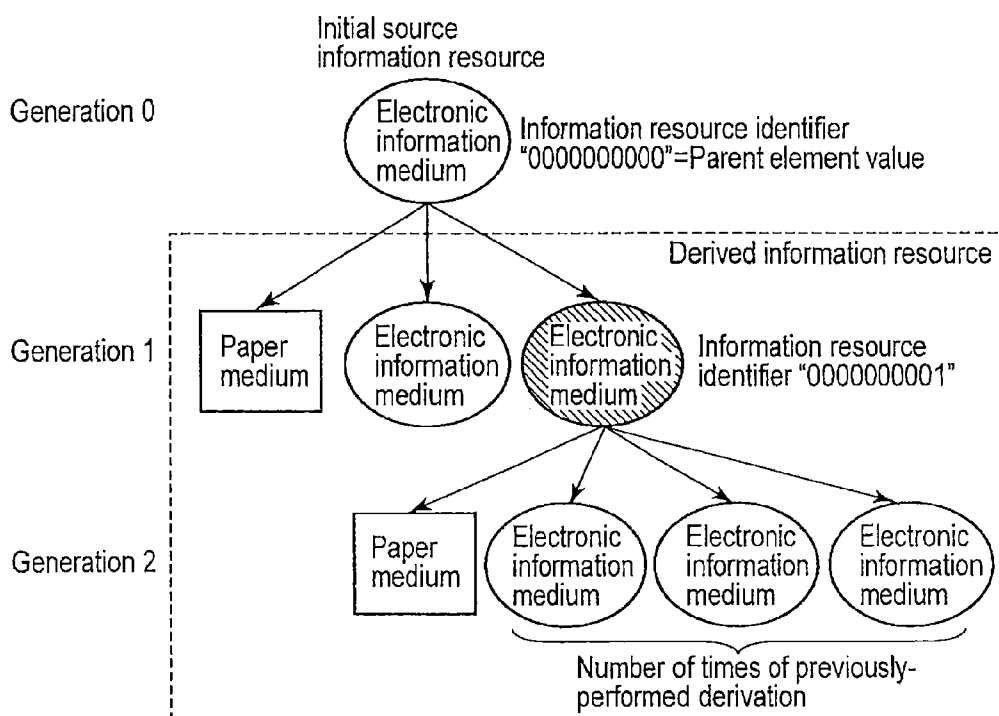 Initial source
information resource
Generation 0
Electronic
information
medium
Information resource identifier
"0000000000"=Parent element value
Derived information resource
Generation 1
Paper
medium
Electronic
information
medium
Electronic
information
medium
Information resource
identifier "0000000001"
Generation 2
Paper
medium
Electronic
information
medium
Electronic
information
medium
Electronic
information
medium
Number of times of previously-
performed derivation